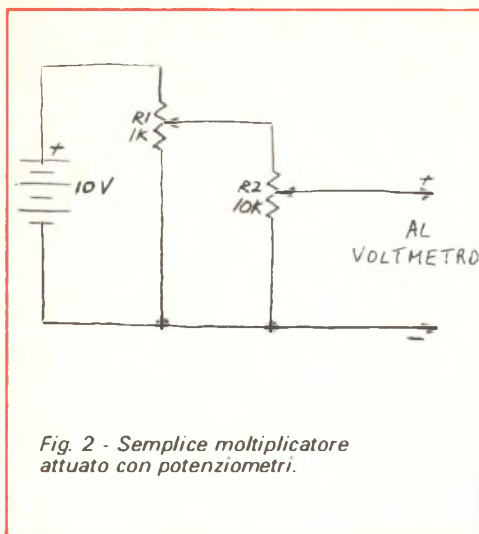 +
10V
R1
1K
R2
10K
+
AL
VOLTMETRO
-
Fig. 2 - Semplice moltiplicatore
attuato con potenziometri.